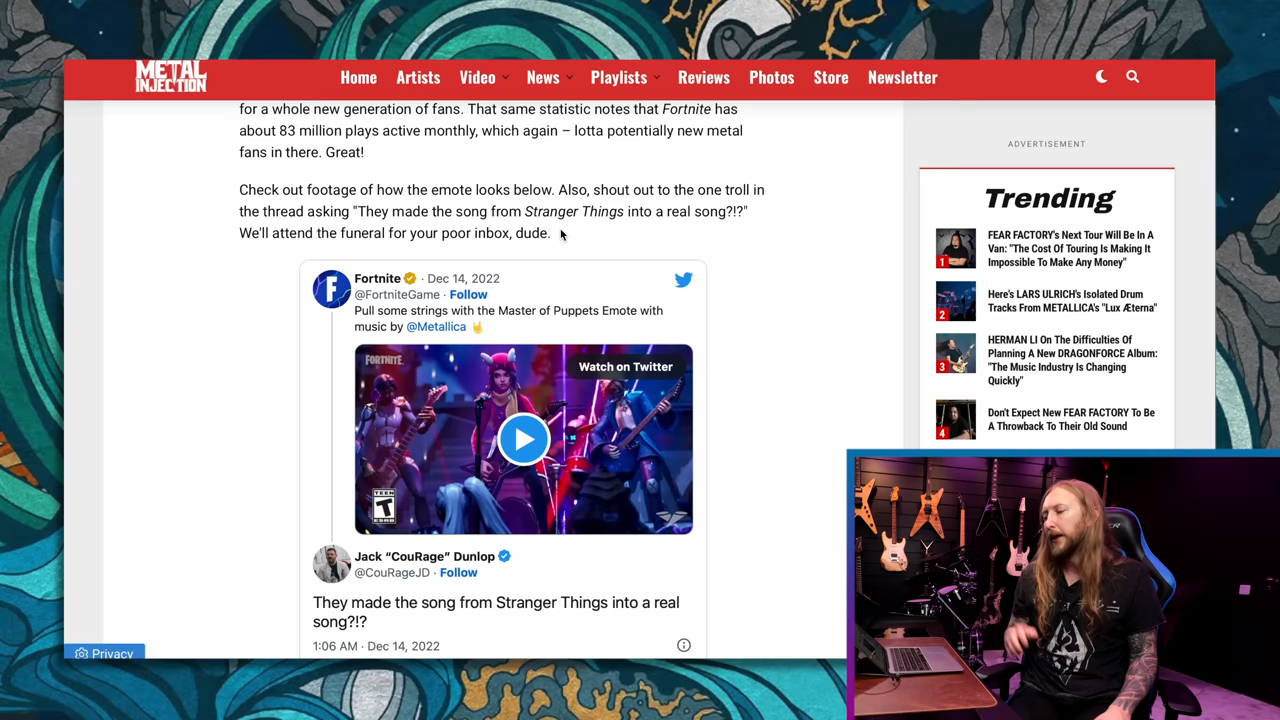 METAL
INJECTION
Home Artists Video News Playlists Reviews Photos Store Newsletter
for a whole new generation of fans. That same statistic notes that Fortnite has
about 83 million plays active monthly, which again – lotta potentially new metal
fans in there. Great!
Check out footage of how the emote looks below. Also, shout out to the one troll in
the thread asking "They made the song from Stranger Things into a real song?!?"
We'll attend the funeral for your poor inbox, dude.
Fortnite · Dec 14, 2022
@FortniteGame · Follow
Pull some strings with the Master of Puppets Emote with
music by @Metallica 🤘
FORTNITE
Watch on Twitter
TEEN
T
ESRB
Jack “CouRage” Dunlop
@CouRageJD · Follow
They made the song from Stranger Things into a real
song?!?
1:06 AM · Dec 14, 2022
Privacy
ADVERTISEMENT
Trending
1
FEAR FACTORY's Next Tour Will Be In A
Van: "The Cost Of Touring Is Making It
Impossible To Make Any Money"
2
Here's LARS ULRICH's Isolated Drum
Tracks From METALLICA's "Lux Æterna"
3
HERMAN LI On The Difficulties Of
Planning A New DRAGONFORCE Album:
"The Music Industry Is Changing
Quickly"
4
Don't Expect New FEAR FACTORY To Be
A Throwback To Their Old Sound